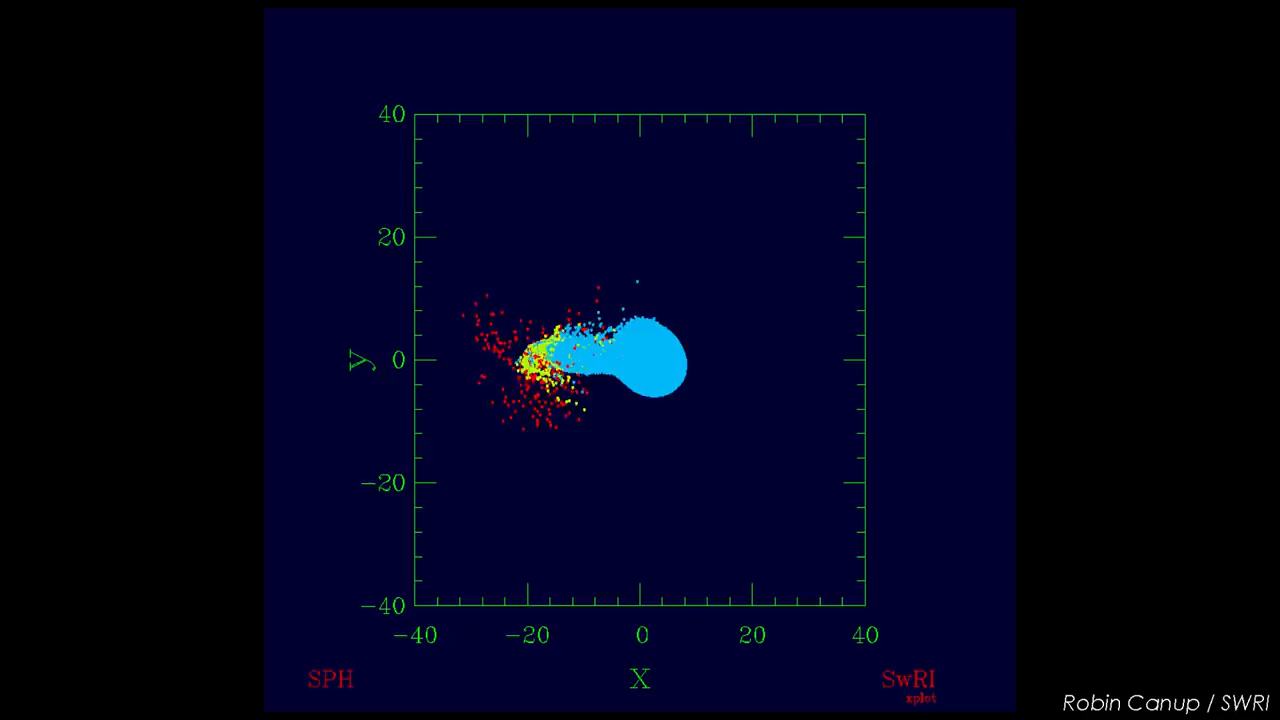 40
20
y 0
−20
−40
−40 −20 0 20 40
SPH X SwRI
xplot
Robin Canup / SWRI